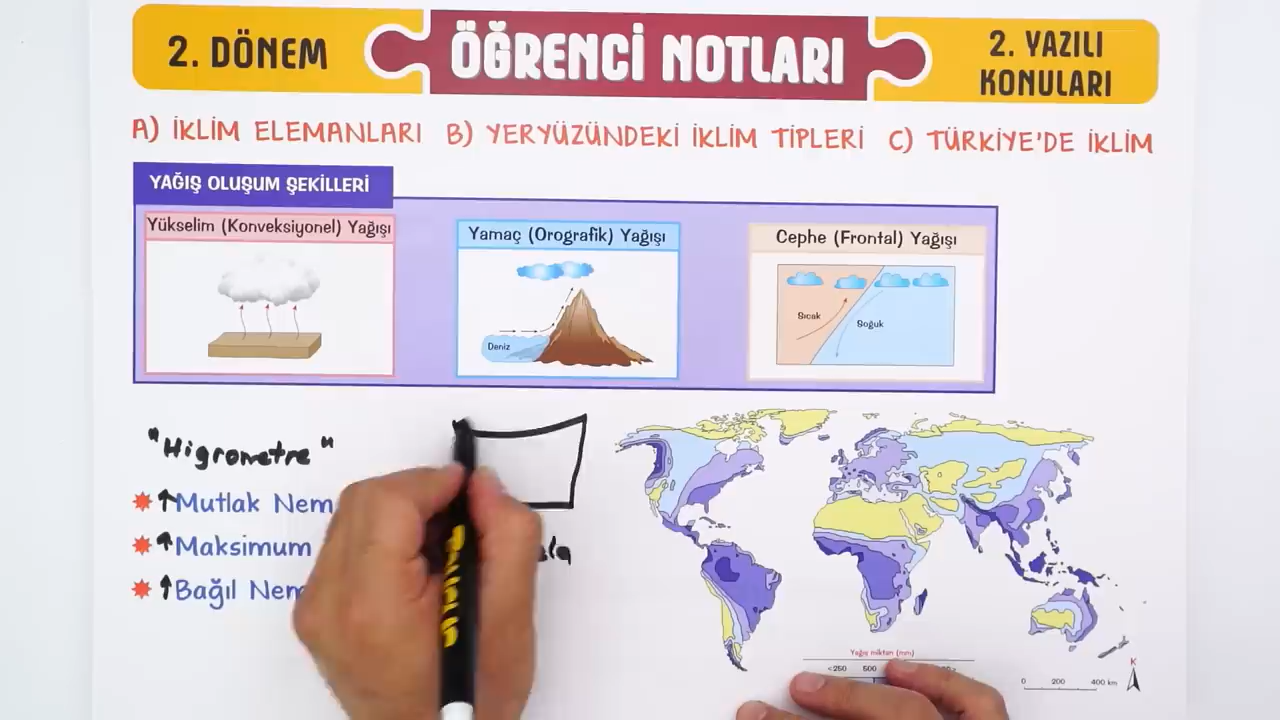 2. DÖNEM
ÖĞRENCİ NOTLARI
2. YAZILI
KONULARI
A) İKLİM ELEMANLARI B) YERYÜZÜNDEKİ İKLİM TİPLERİ C) TÜRKİYE'DE İKLİM
YAĞIŞ OLUŞUM ŞEKİLLERİ
Yükselim (Konveksiyonel) Yağışı
Yamaç (Orografik) Yağışı
Deniz
Cephe (Frontal) Yağışı
Sıcak
Soğuk
"Higrometre"
↑Mutlak Nem
↑Maksimum
↑Bağıl Nem
Yağış miktarı (mm)
<250 500
K
0 200 400 km